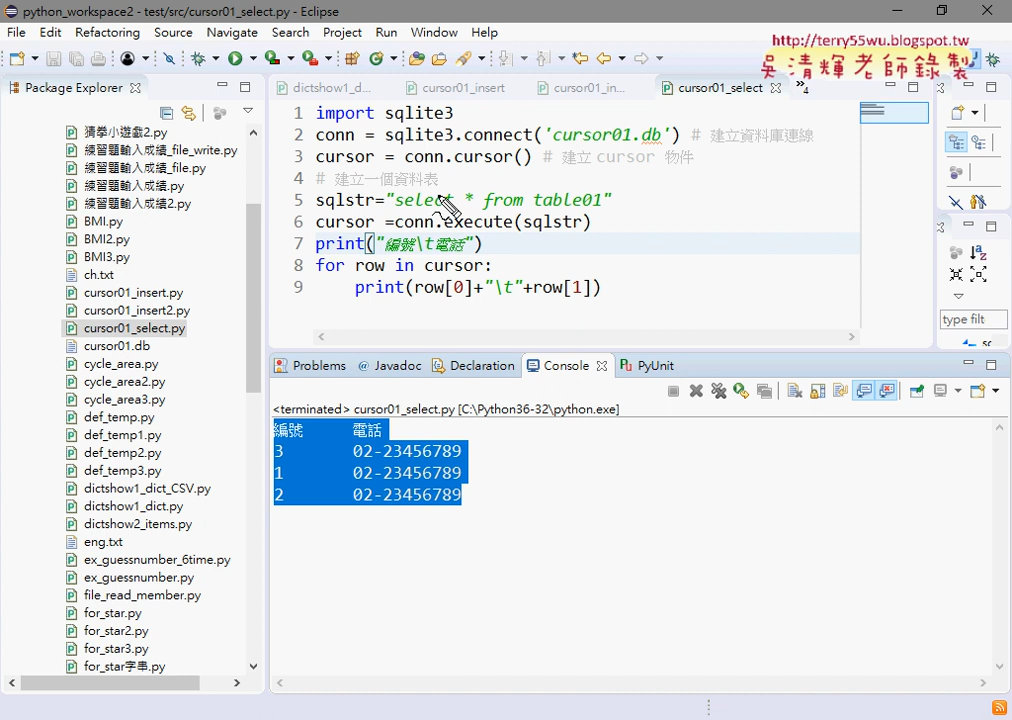 python_workspace2 - test/src/cursor01_select.py - Eclipse
File Edit Refactoring Source Navigate Search Project Run Window Help
http://terry55wu.blogspot.tw
吳清輝老師錄製
Package Explorer
dictshow1_d...
cursor01_insert
cursor01_in...
cursor01_select
4
猜拳小遊戲2.py
練習題輸入成績_file_write.py
練習題輸入成績_file.py
練習題輸入成績.py
練習題輸入成績2.py
BMI.py
BMI2.py
BMI3.py
ch.txt
cursor01_insert.py
cursor01_insert2.py
cursor01_select.py
cursor01.db
cycle_area.py
cycle_area2.py
cycle_area3.py
def_temp.py
def_temp1.py
def_temp2.py
def_temp3.py
dictshow1_dict_CSV.py
dictshow1_dict.py
dictshow2_items.py
eng.txt
ex_guessnumber_6time.py
ex_guessnumber.py
file_read_member.py
for_star.py
for_star2.py
for_star3.py
for_star字串.py
1 import sqlite3
2 conn = sqlite3.connect('cursor01.db') # 建立資料庫連線
3 cursor = conn.cursor() # 建立 cursor 物件
4 # 建立一個資料表
5 sqlstr="select * from table01"
6 cursor =conn.execute(sqlstr)
7 print("編號\t電話")
8 for row in cursor:
9     print(row[0]+"\t"+row[1])
type filt
Problems @ Javadoc Declaration Console PyUnit
<terminated> cursor01_select.py [C:\Python36-32\python.exe]
編號 電話
3 02-23456789
1 02-23456789
2 02-23456789